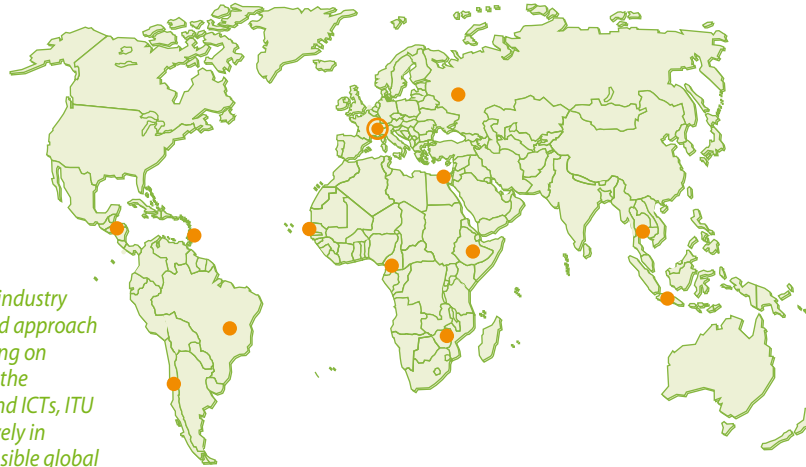 industry
d approach
ng on
the
nd ICTs, ITU
vely in
sible global